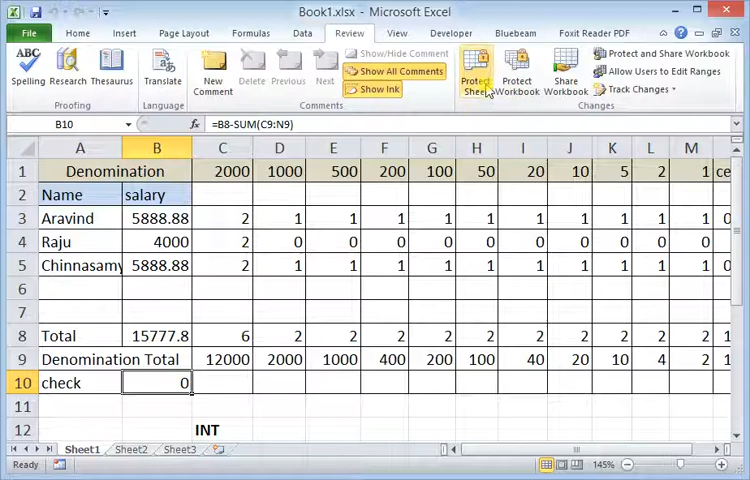 Book1.xlsx - Microsoft Excel
File Home Insert Page Layout Formulas Data Review View Developer Bluebeam Foxit Reader PDF
ABC Show/Hide Comment Protect and Share Workbook
Show All Comments Allow Users to Edit Ranges
Spelling Research Thesaurus Translate New Comment Delete Previous Next Show Ink Protect Sheet Protect Workbook Share Workbook Track Changes
Proofing Language Comments Changes
B10 fx =B8-SUM(C9:N9)
A B C D E F G H I J K L M
1 Denomination 2000 1000 500 200 100 50 20 10 5 2 1 ce
2 Name salary
3 Aravind 5888.88 2 1 1 1 1 1 1 1 1 1 1 0
4 Raju 4000 2 0 0 0 0 0 0 0 0 0 0 0
5 Chinnasamy 5888.88 2 1 1 1 1 1 1 1 1 1 1 0
6
7
8 Total 15777.8 6 2 2 2 2 2 2 2 2 2 2 1
9 Denomination Total 12000 2000 1000 400 200 100 40 20 10 4 2 1
10 check 0
11
12 INT
Sheet1 Sheet2 Sheet3
Ready 145%